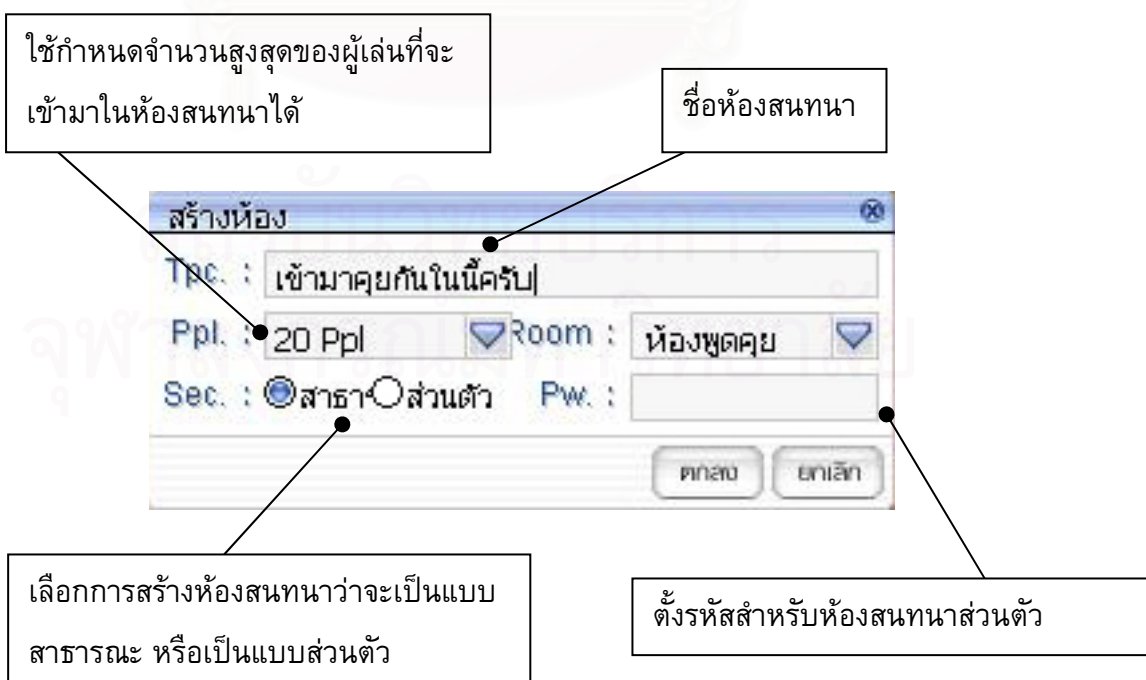 ใช้กำหนดจำนวนสูงสุดของผู้เล่นที่จะ
เข้ามาในห้องสนทนาได้
ชื่อห้องสนทนา
สร้างห้อง
Tpc. : เข้ามาคุยกันในนี้ครับ
Ppl. : 20 Ppl Room : ห้องพูดคุย
Sec. : สาธา ส่วนตัว Pw. :
ตกลง ยกเลิก
เลือกการสร้างห้องสนทนาว่าจะเป็นแบบ
สาธารณะ หรือเป็นแบบส่วนตัว
ตั้งรหัสสำหรับห้องสนทนาส่วนตัว